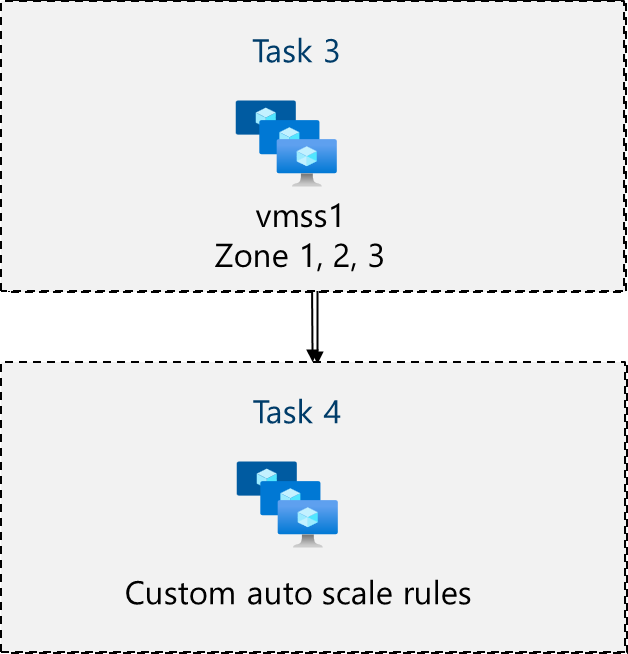 Task 3
vmss1
Zone 1, 2, 3
Task 4
Custom auto scale rules